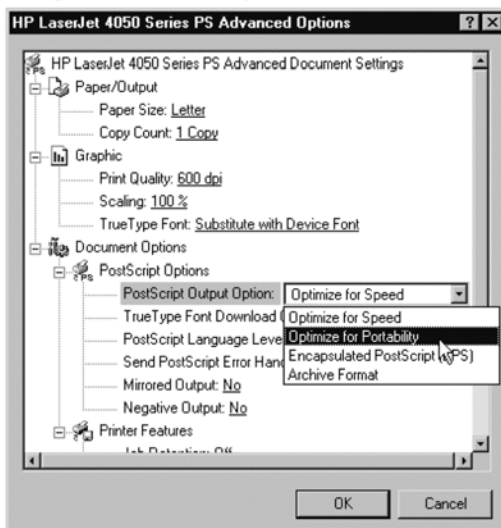 HP LaserJet 4050 Series PS Advanced Options
HP LaserJet 4050 Series PS Advanced Document Settings
Paper/Output
Paper Size: Letter
Copy Count: 1 Copy
Graphic
Print Quality: 600 dpi
Scaling: 100 %
TrueType Font: Substitute with Device Font
Document Options
PostScript Options
PostScript Output Option: Optimize for Speed
TrueType Font Download Optimize for Speed
PostScript Language Leve Optimize for Portability
Send PostScript Error Han Encapsulated PostScript (EPS)
Mirrored Output: No Archive Format
Negative Output: No
Printer Features
Job Retention: Off
OK Cancel